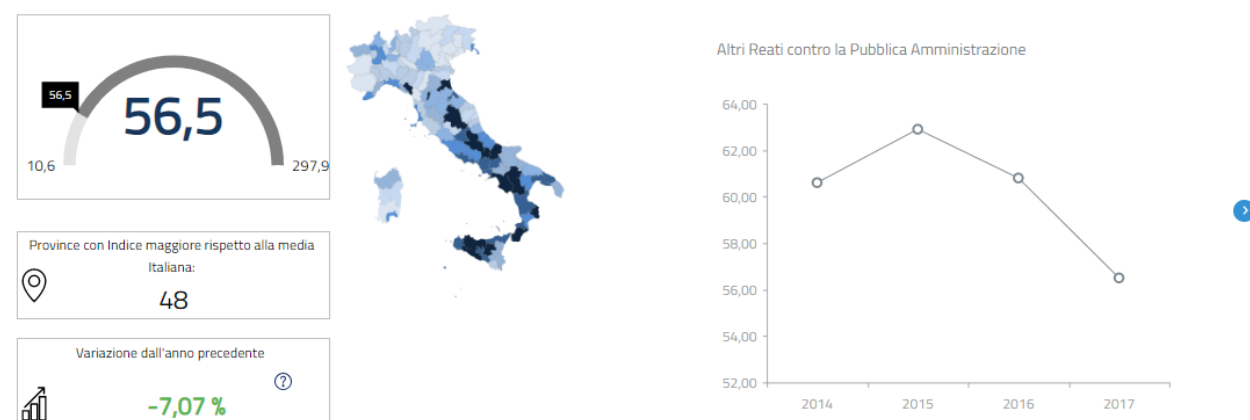 56,5
56,5
10,6
297,9
Province con Indice maggiore rispetto alla media
Italiana:
48
Variazione dall'anno precedente
?
-7,07 %
Altri Reati contro la Pubblica Amministrazione
64,00
62,00
60,00
58,00
56,00
54,00
52,00
2014 2015 2016 2017